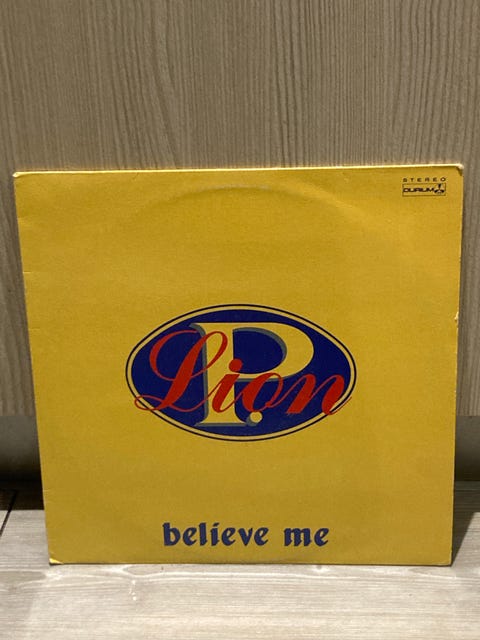 STEREO
DURIUM
P. Lion
believe me